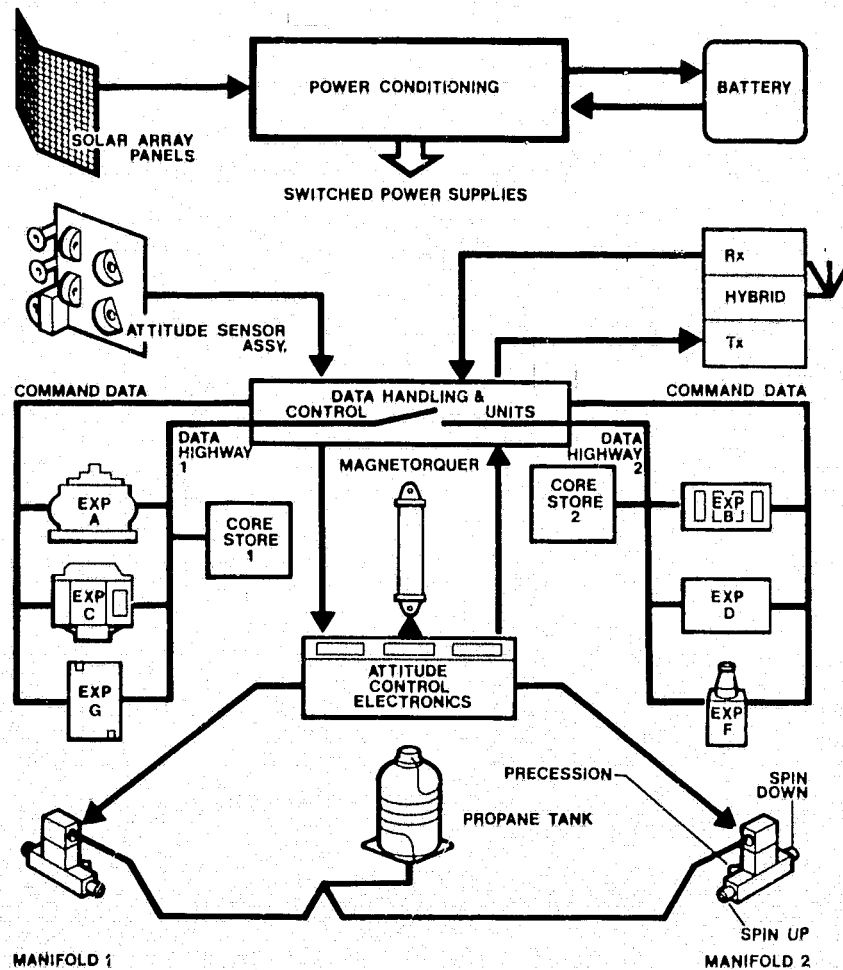 POWER CONDITIONING
BATTERY
SOLAR ARRAY
PANELS
SWITCHED POWER SUPPLIES
Rx
HYBRID
Tx
ATTITUDE SENSOR
ASSY.
COMMAND DATA
DATA HANDLING &
CONTROL UNITS
COMMAND DATA
DATA
HIGHWAY
1
DATA
HIGHWAY
2
MAGNETORQUER
EXP
A
CORE
STORE
1
CORE
STORE
2
EXP
B
EXP
C
EXP
D
ATTITUDE
CONTROL
ELECTRONICS
EXP
G
EXP
F
PRECESSION
SPIN
DOWN
PROPANE TANK
SPIN UP
MANIFOLD 1
MANIFOLD 2